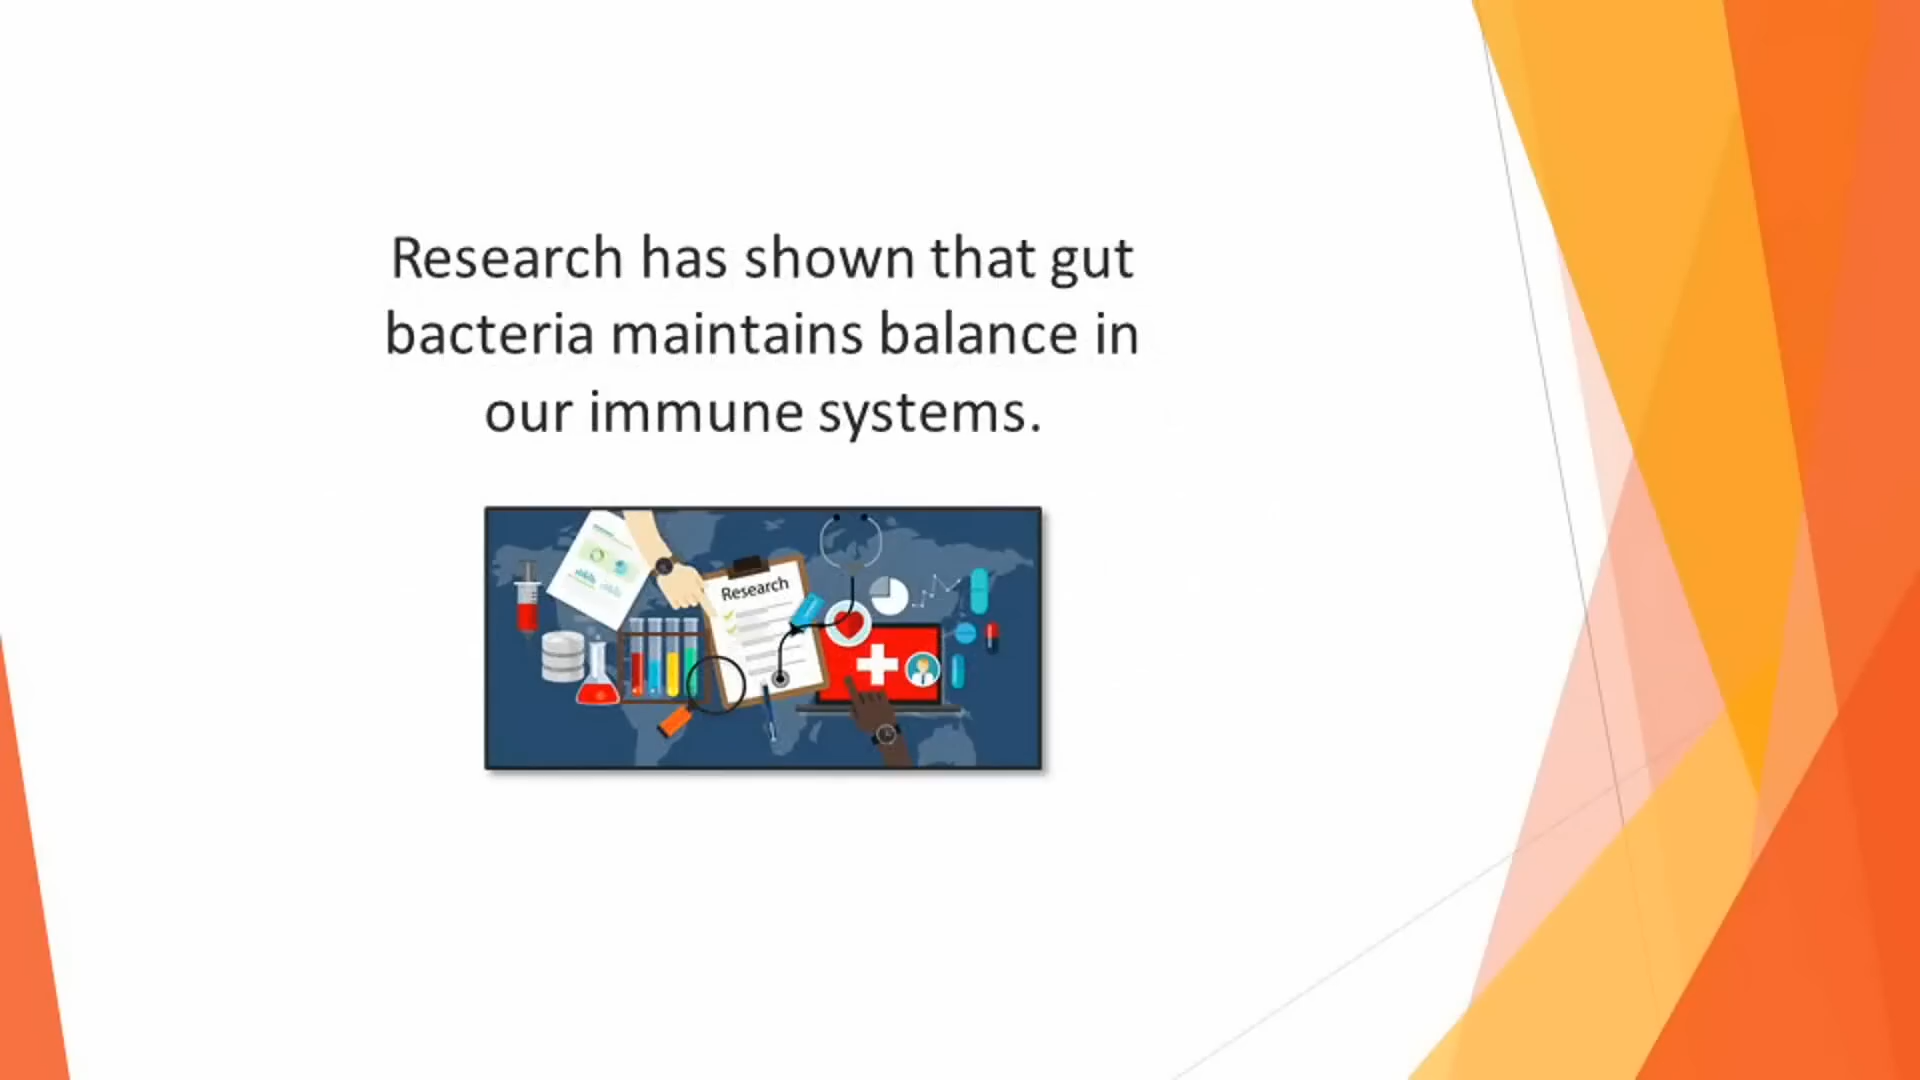 Research has shown that gut
bacteria maintains balance in
our immune systems.
Research